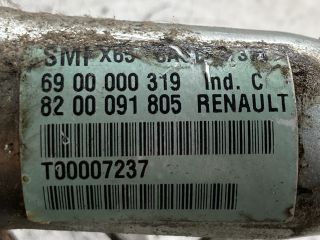 SMI X65
69 00 000 319 Ind. C
82 00 091 805 RENAULT
T00007237